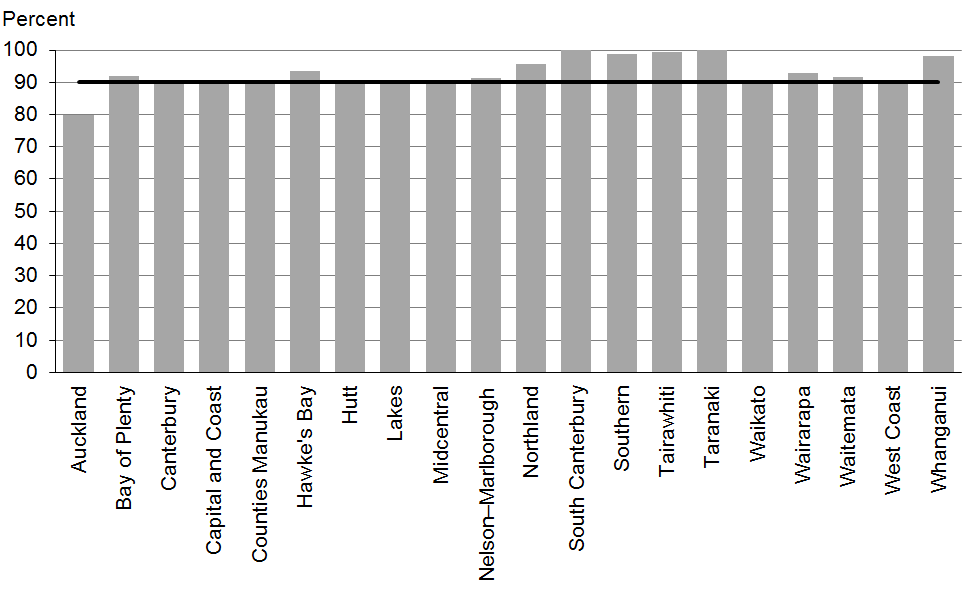 Percent
100
90
80
70
60
50
40
30
20
10
0
Auckland
Bay of Plenty
Canterbury
Capital and Coast
Counties Manukau
Hawke's Bay
Hutt
Lakes
Midcentral
Nelson–Marlborough
Northland
South Canterbury
Southern
Tairawhiti
Taranaki
Waikato
Wairarapa
Waitemata
West Coast
Whanganui